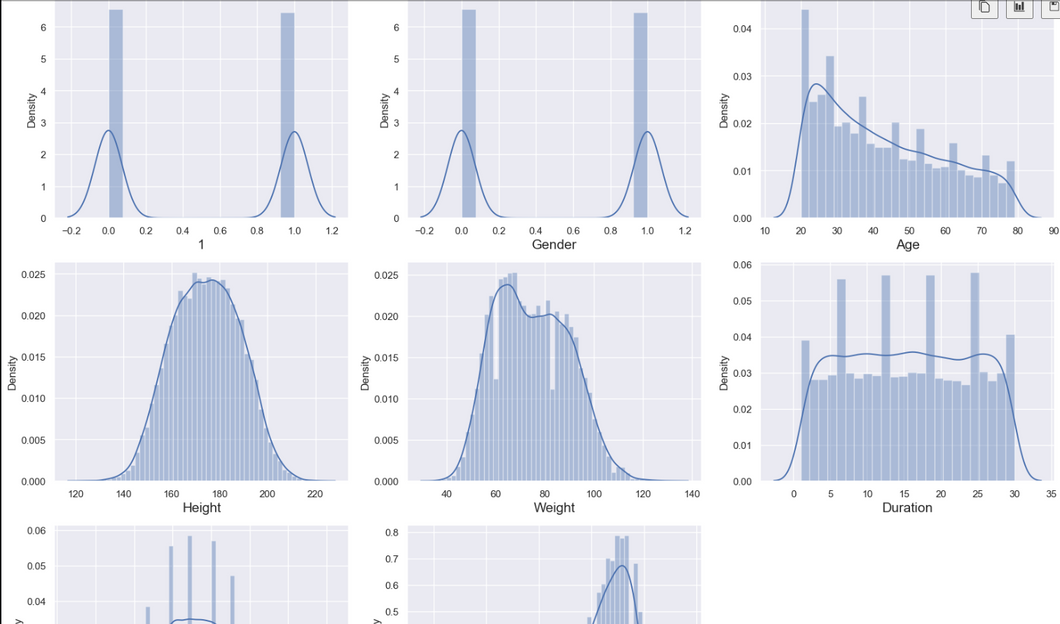 6
5
4
3
2
1
0
Density
−0.2 0.0 0.2 0.4 0.6 0.8 1.0 1.2
1
6
5
4
3
2
1
0
Density
−0.2 0.0 0.2 0.4 0.6 0.8 1.0 1.2
Gender
0.04
0.03
0.02
0.01
0.00
Density
10 20 30 40 50 60 70 80 90
Age
0.025
0.020
0.015
0.010
0.005
0.000
Density
120 140 160 180 200 220
Height
0.025
0.020
0.015
0.010
0.005
0.000
Density
40 60 80 100 120 140
Weight
0.06
0.05
0.04
0.03
0.02
0.01
0.00
Density
0 5 10 15 20 25 30 35
Duration
0.06
0.05
0.04
0.8
0.7
0.6
0.5